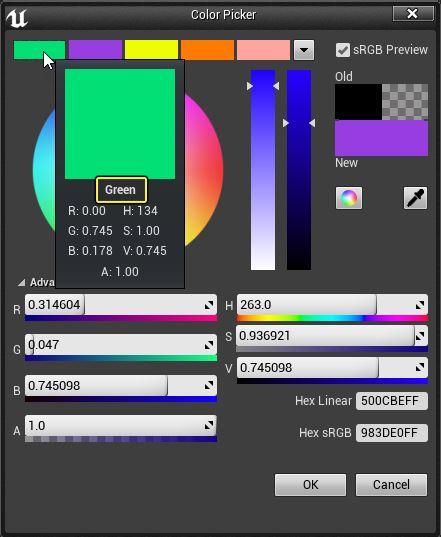 Color Picker
sRGB Preview
Old
New
Green
R: 0.00 H: 134
G: 0.745 S: 1.00
B: 0.178 V: 0.745
A: 1.00
Adva
R 0.314604 H 263.0
G 0.047 S 0.936921
B 0.745098 V 0.745098
A 1.0 Hex Linear 500CBEFF
Hex sRGB 983DE0FF
OK Cancel